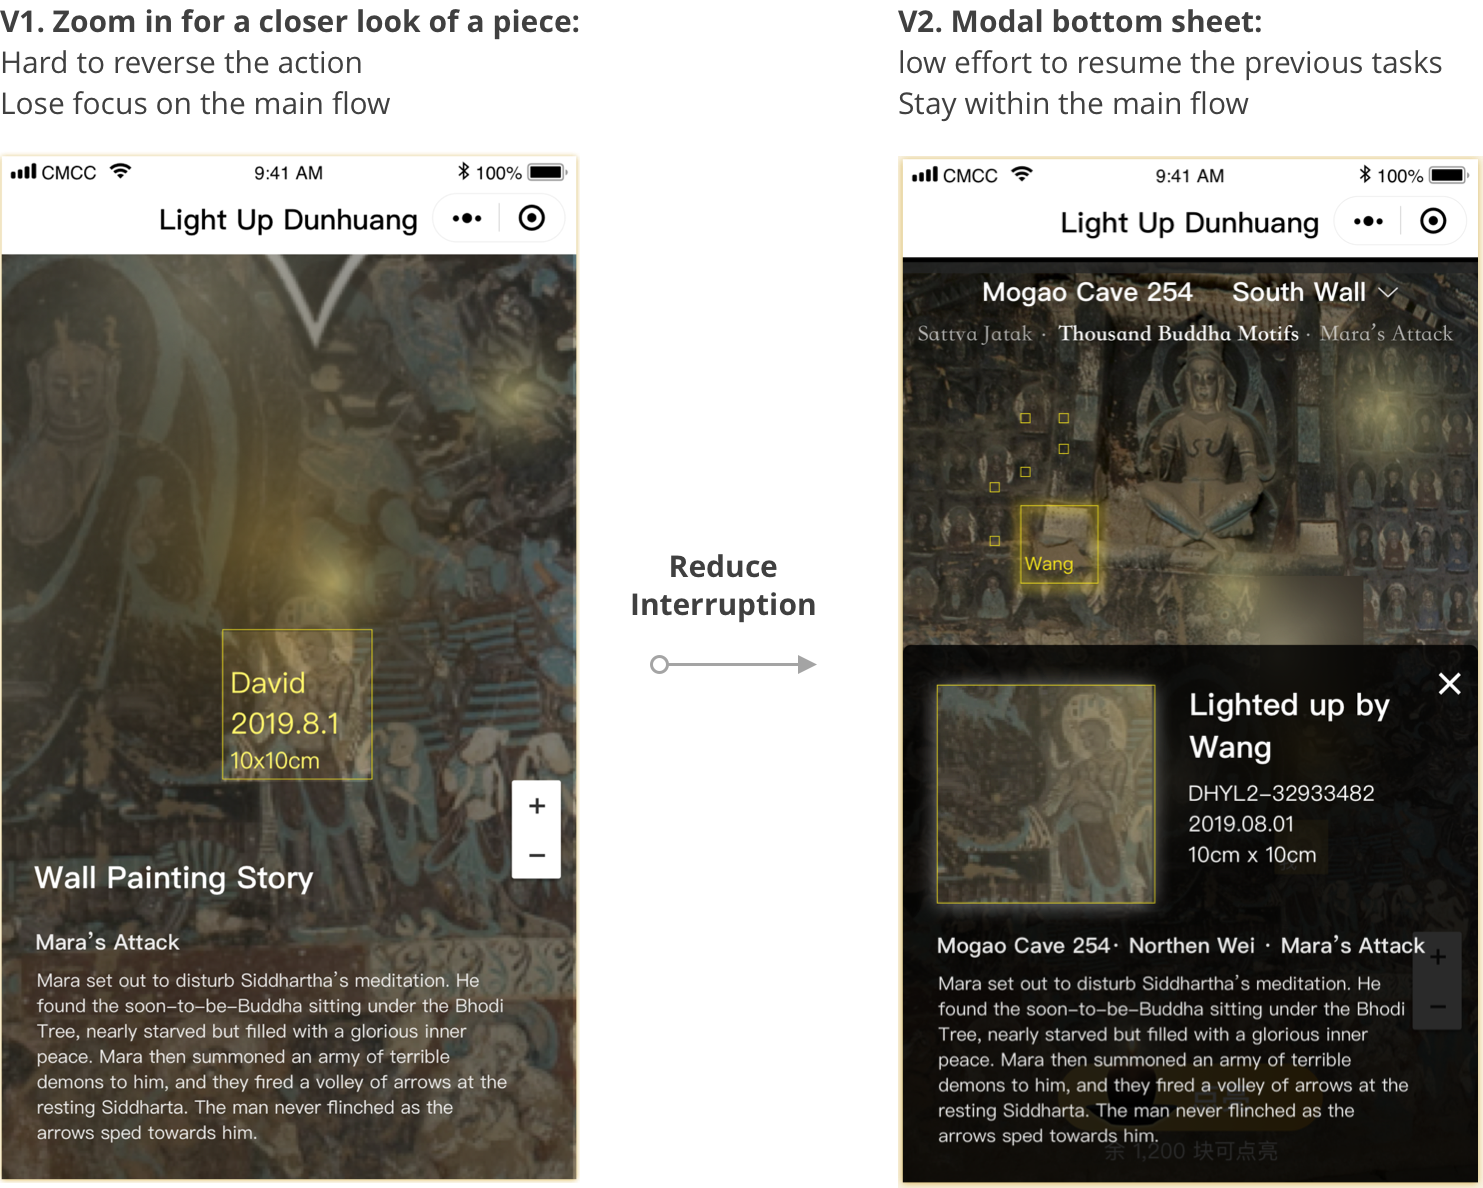 V1. Zoom in for a closer look of a piece:
Hard to reverse the action
Lose focus on the main flow
CMCC 9:41 AM 100%
Light Up Dunhuang
David
2019.8.1
10x10cm
+
−
Wall Painting Story
Mara's Attack
Mara set out to disturb Siddhartha's meditation. He
found the soon-to-be-Buddha sitting under the Bhodi
Tree, nearly starved but filled with a glorious inner
peace. Mara then summoned an army of terrible
demons to him, and they fired a volley of arrows at the
resting Siddharta. The man never flinched as the
arrows sped towards him.
Reduce
Interruption
V2. Modal bottom sheet:
low effort to resume the previous tasks
Stay within the main flow
CMCC 9:41 AM 100%
Light Up Dunhuang
Mogao Cave 254 South Wall
Sattva Jatak · Thousand Buddha Motifs · Mara's Attack
Wang
Lighted up by
Wang
DHYL2-32933482
2019.08.01
10cm x 10cm
Mogao Cave 254· Northen Wei · Mara's Attack
+
−
Mara set out to disturb Siddhartha's meditation. He
found the soon-to-be-Buddha sitting under the Bhodi
Tree, nearly starved but filled with a glorious inner
peace. Mara then summoned an army of terrible
demons to him, and they fired a volley of arrows at the
resting Siddharta. The man never flinched as the
arrows sped towards him.
余 1,200 块可点亮